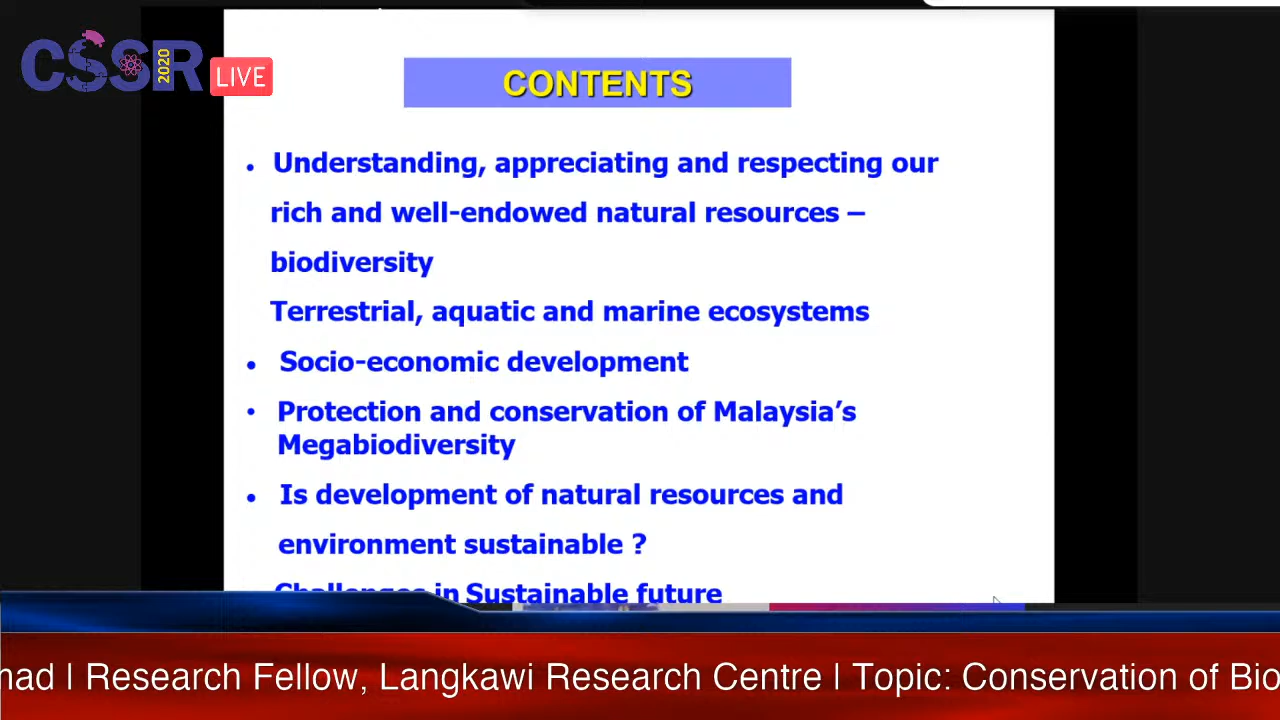 CSSR
2020
LIVE
CONTENTS
• Understanding, appreciating and respecting our
rich and well-endowed natural resources –
biodiversity
Terrestrial, aquatic and marine ecosystems
• Socio-economic development
• Protection and conservation of Malaysia’s
Megabiodiversity
• Is development of natural resources and
environment sustainable ?
Challenges in Sustainable future
| Research Fellow, Langkawi Research Centre | Topic: Conservation of